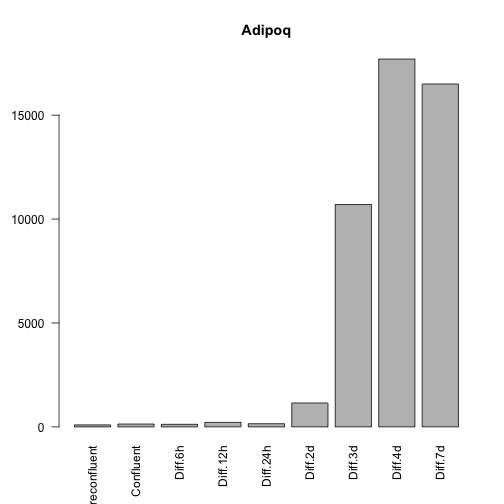 Adipoq
15000
10000
5000
0
reconfluent
Confluent
Diff.6h
Diff.12h
Diff.24h
Diff.2d
Diff.3d
Diff.4d
Diff.7d